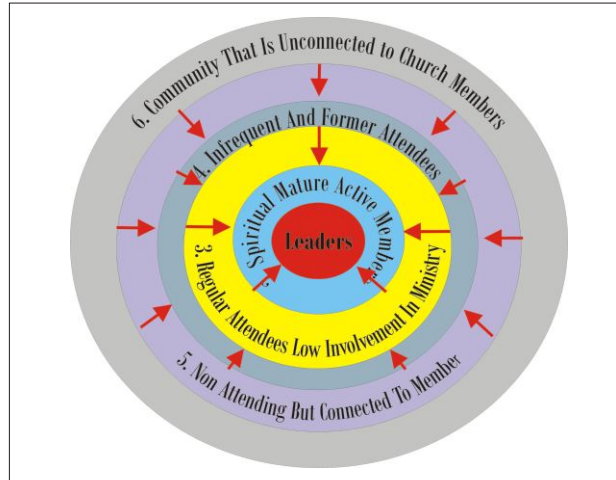 6. Community That Is Unconnected to Church Members
4. Infrequent And Former Attendees
Spiritual Mature Active Members
Leaders
3. Regular Attendees Low Involvement In Ministry
5. Non Attending But Connected To Member